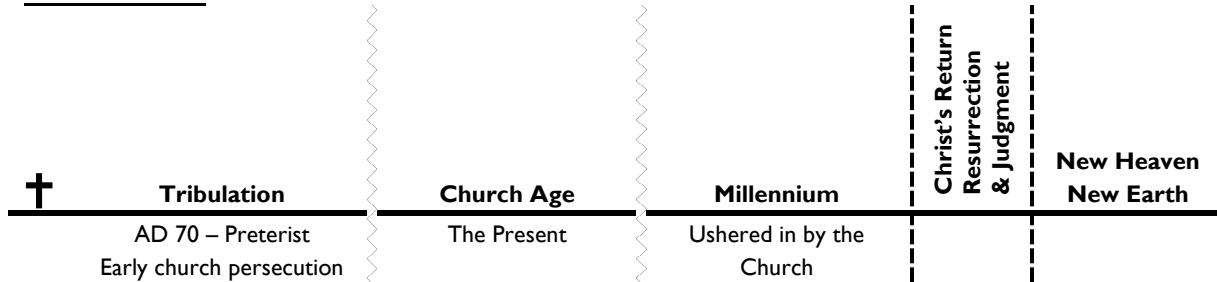 Christ's Return
Resurrection
& Judgment
New Heaven
Tribulation Church Age Millennium New Earth
AD 70 – Preterist The Present Ushered in by the
Early church persecution Church